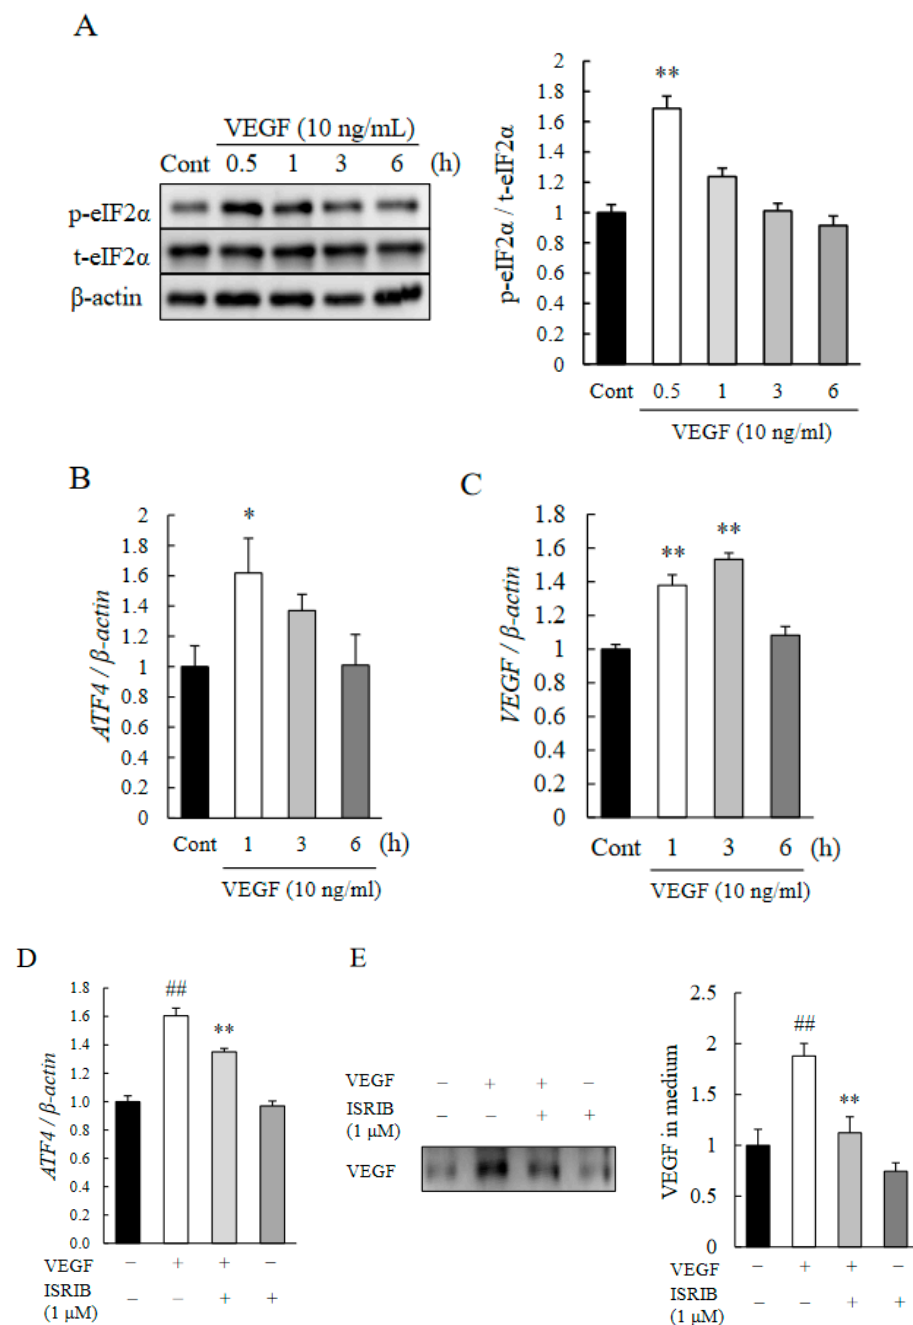 A
VEGF (10 ng/mL)
Cont 0.5 1 3 6 (h)
p-eIF2α
t-eIF2α
β-actin
p-eIF2α / t-eIF2α
2
1.8
1.6
1.4
1.2
1
0.8
0.6
0.4
0.2
0
**
Cont 0.5 1 3 6
VEGF (10 ng/ml)
B
ATF4 / β-actin
2
1.8
1.6
1.4
1.2
1
0.8
0.6
0.4
0.2
0
*
Cont 1 3 6 (h)
VEGF (10 ng/ml)
C
VEGF / β-actin
1.8
1.6
1.4
1.2
1
0.8
0.6
0.4
0.2
0
** **
Cont 1 3 6 (h)
VEGF (10 ng/ml)
D
ATF4 / β-actin
1.8
1.6
1.4
1.2
1.0
0.8
0.6
0.4
0.2
0.0
##
**
VEGF − + + −
ISRIB − − + +
(1 μM)
E
VEGF − + + −
ISRIB − − + +
(1 μM)
VEGF
VEGF in medium
2.5
2
1.5
1
0.5
0
##
**
VEGF − + + −
ISRIB − − + +
(1 μM)